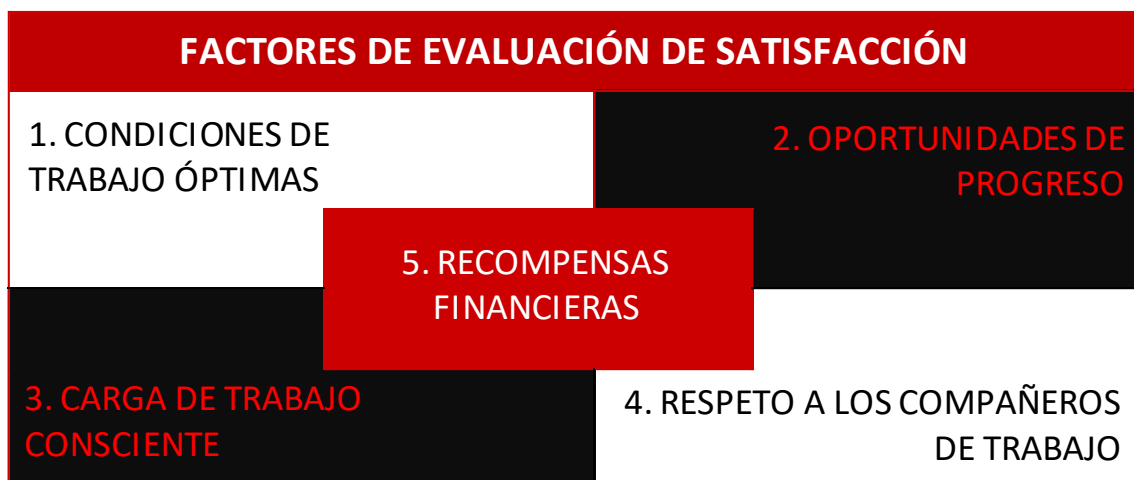 FACTORES DE EVALUACIÓN DE SATISFACCIÓN
1. CONDICIONES DE
TRABAJO ÓPTIMAS
2. OPORTUNIDADES DE
PROGRESO
5. RECOMPENSAS
FINANCIERAS
3. CARGA DE TRABAJO
CONSCIENTE
4. RESPETO A LOS COMPAÑEROS
DE TRABAJO